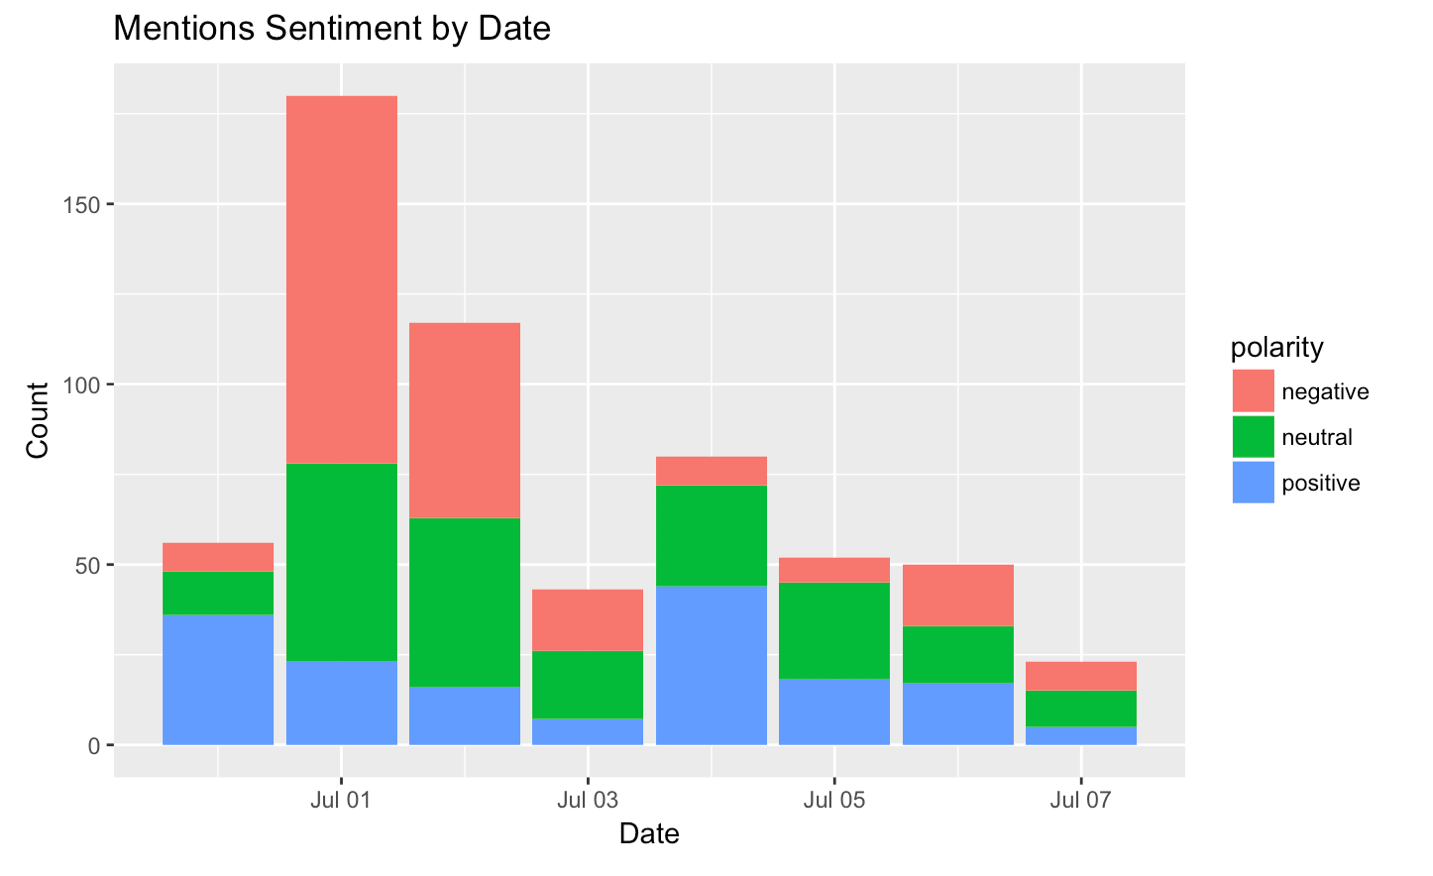 Mentions Sentiment by Date
Count
150
100
50
0
Jul 01 Jul 03 Jul 05 Jul 07
Date
polarity
negative
neutral
positive